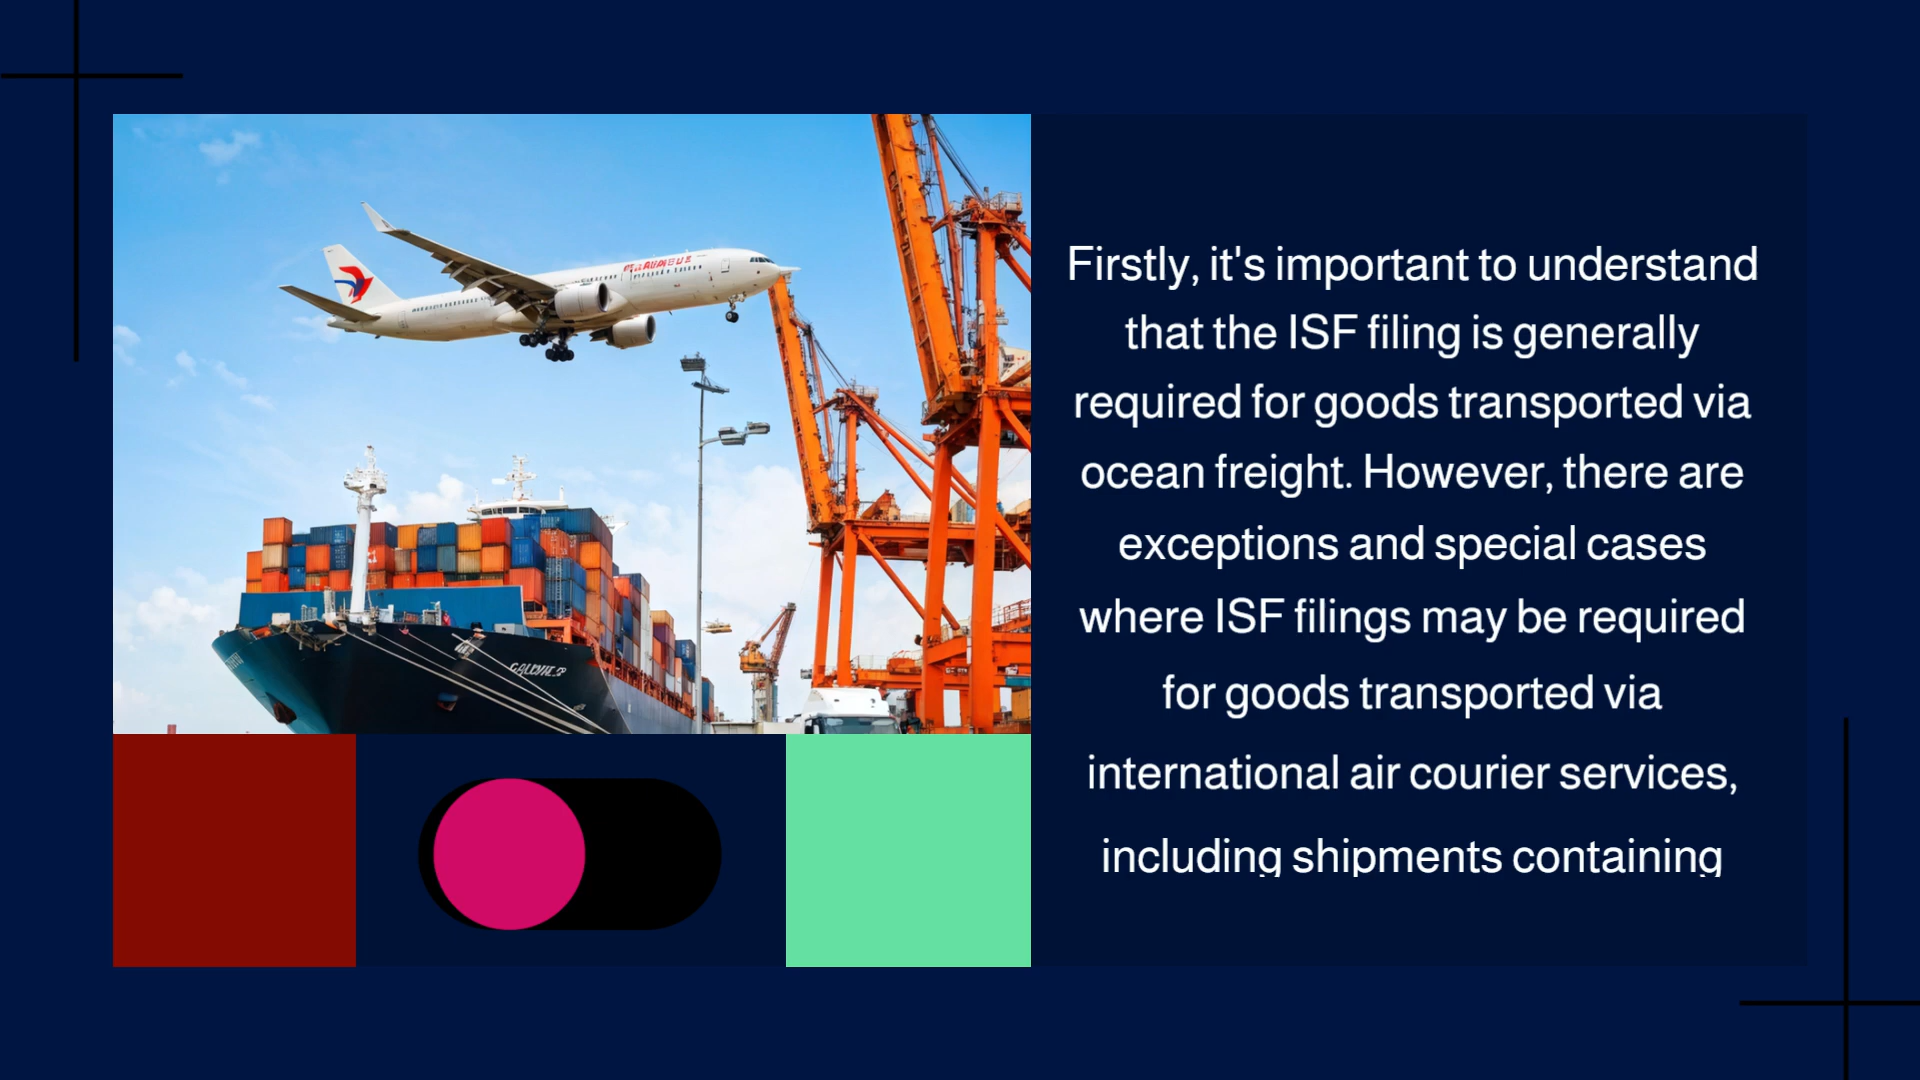 Firstly, it's important to understand
that the ISF filing is generally
required for goods transported via
ocean freight. However, there are
exceptions and special cases
where ISF filings may be required
for goods transported via
international air courier services,
including shipments containing